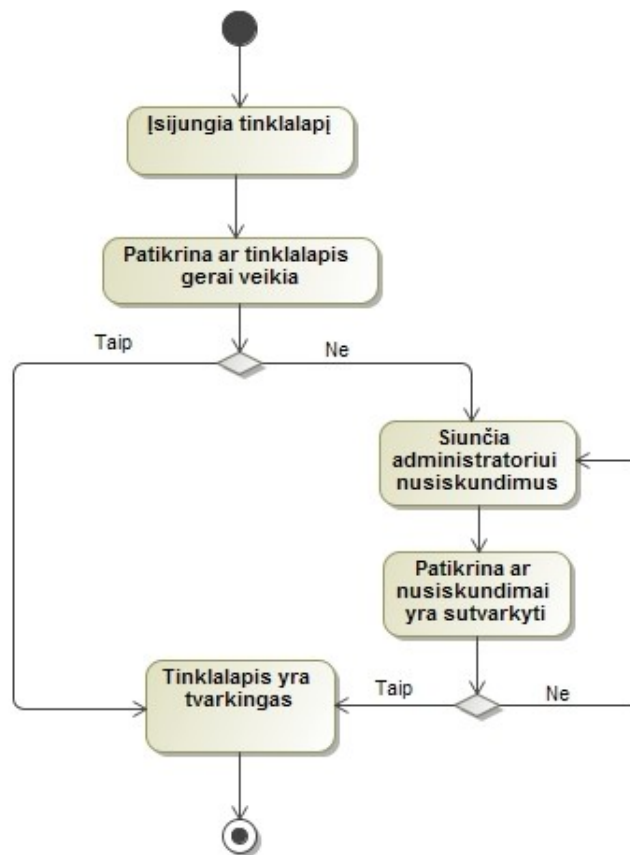 Įsijungia tinklalapį
Patikrina ar tinklalapis
gerai veikia
Taip
Ne
Siunčia
administratoriui
nusiskundimus
Patikrina ar
nusiskundimai
yra sutvarkyti
Tinklalapis yra
tvarkingas
Taip
Ne